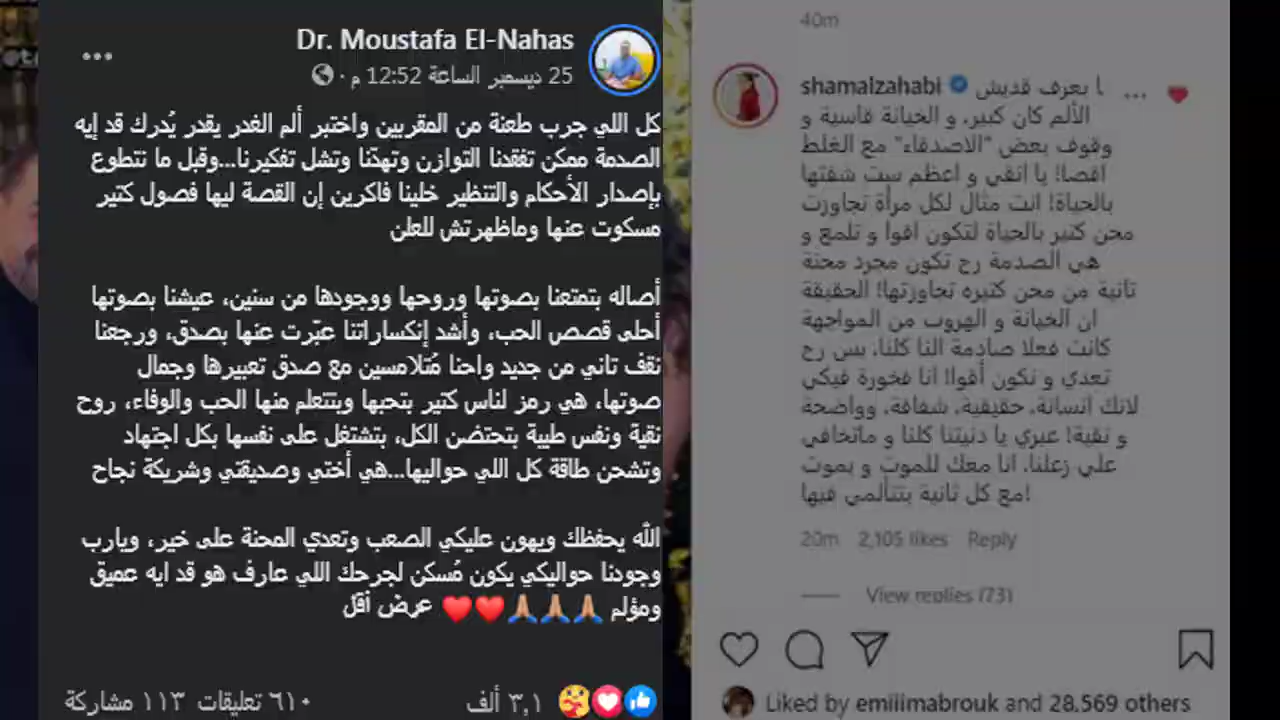 Dr. Moustafa El-Nahas
25 ديسمبر الساعة 12:52 م ·
كل اللي جرب طعنة من المقربين واختبر ألم الغدر يقدر يُدرك قد إيه
الصدمة ممكن تفقدنا التوازن وتهدّنا وتشل تفكيرنا...وقبل ما نتطوع
بإصدار الأحكام والتنظير خلينا فاكرين إن القصة ليها فصول كتير
مسكوت عنها وماظهرتش للعلن
أصاله بتمتعنا بصوتها وروحها ووجودها من سنين، عيشنا بصوتها
أحلى قصص الحب، وأشد إنكساراتنا عبّرت عنها بصدق، ورجعنا
نقف تاني من جديد واحنا مُتلامسين مع صدق تعبيرها وجمال
صوتها، هي رمز لناس كتير بتحبها وبتتعلم منها الحب والوفاء، روح
نقية ونفس طيبة بتحتضن الكل، بتشتغل على نفسها بكل اجتهاد
وتشحن طاقة كل اللي حواليها...هي أختي وصديقتي وشريكة نجاح
الله يحفظك ويهون عليكي الصعب وتعدي المحنة على خير، ويارب
وجودنا حواليكي يكون مُسكن لجرحك اللي عارف هو قد ايه عميق
ومؤلم 🙏🏽🙏🏽🙏🏽❤️❤️ عرض أقل
٣,١ ألف
٦١٠ تعليقات ١١٣ مشاركة
40m
shamalzahabi ما بعرف قديش
الألم كان كبير، و الخيانة قاسية و
وقوف بعض "الاصدقاء" مع الغلط
اقصا! يا انقى و اعظم ست شفتها
بالحياة! انت مثال لكل مرأة تجاوزت
محن كتير بالحياة لتكون اقوا و تلمع و
هي الصدمة رح تكون مجرد محنة
تانية من محن كتيره تجاوزتها! الحقيقة
ان الخيانة و الهروب من المواجهة
كانت فعلا صادمة النا كلنا، بس رح
تعدي و تكون أقوا! انا فخورة فيكي
لانك انسانة، حقيقية، شفافة، وواضحة
و نقية! عبري يا دنيتنا كلنا و ماتخافي
على زعلنا، انا معك للموت و بموت
مع كل ثانية بتتألمي فيها!
20m 2,105 likes Reply
View replies (73)
Liked by emiiimabrouk and 28,569 others